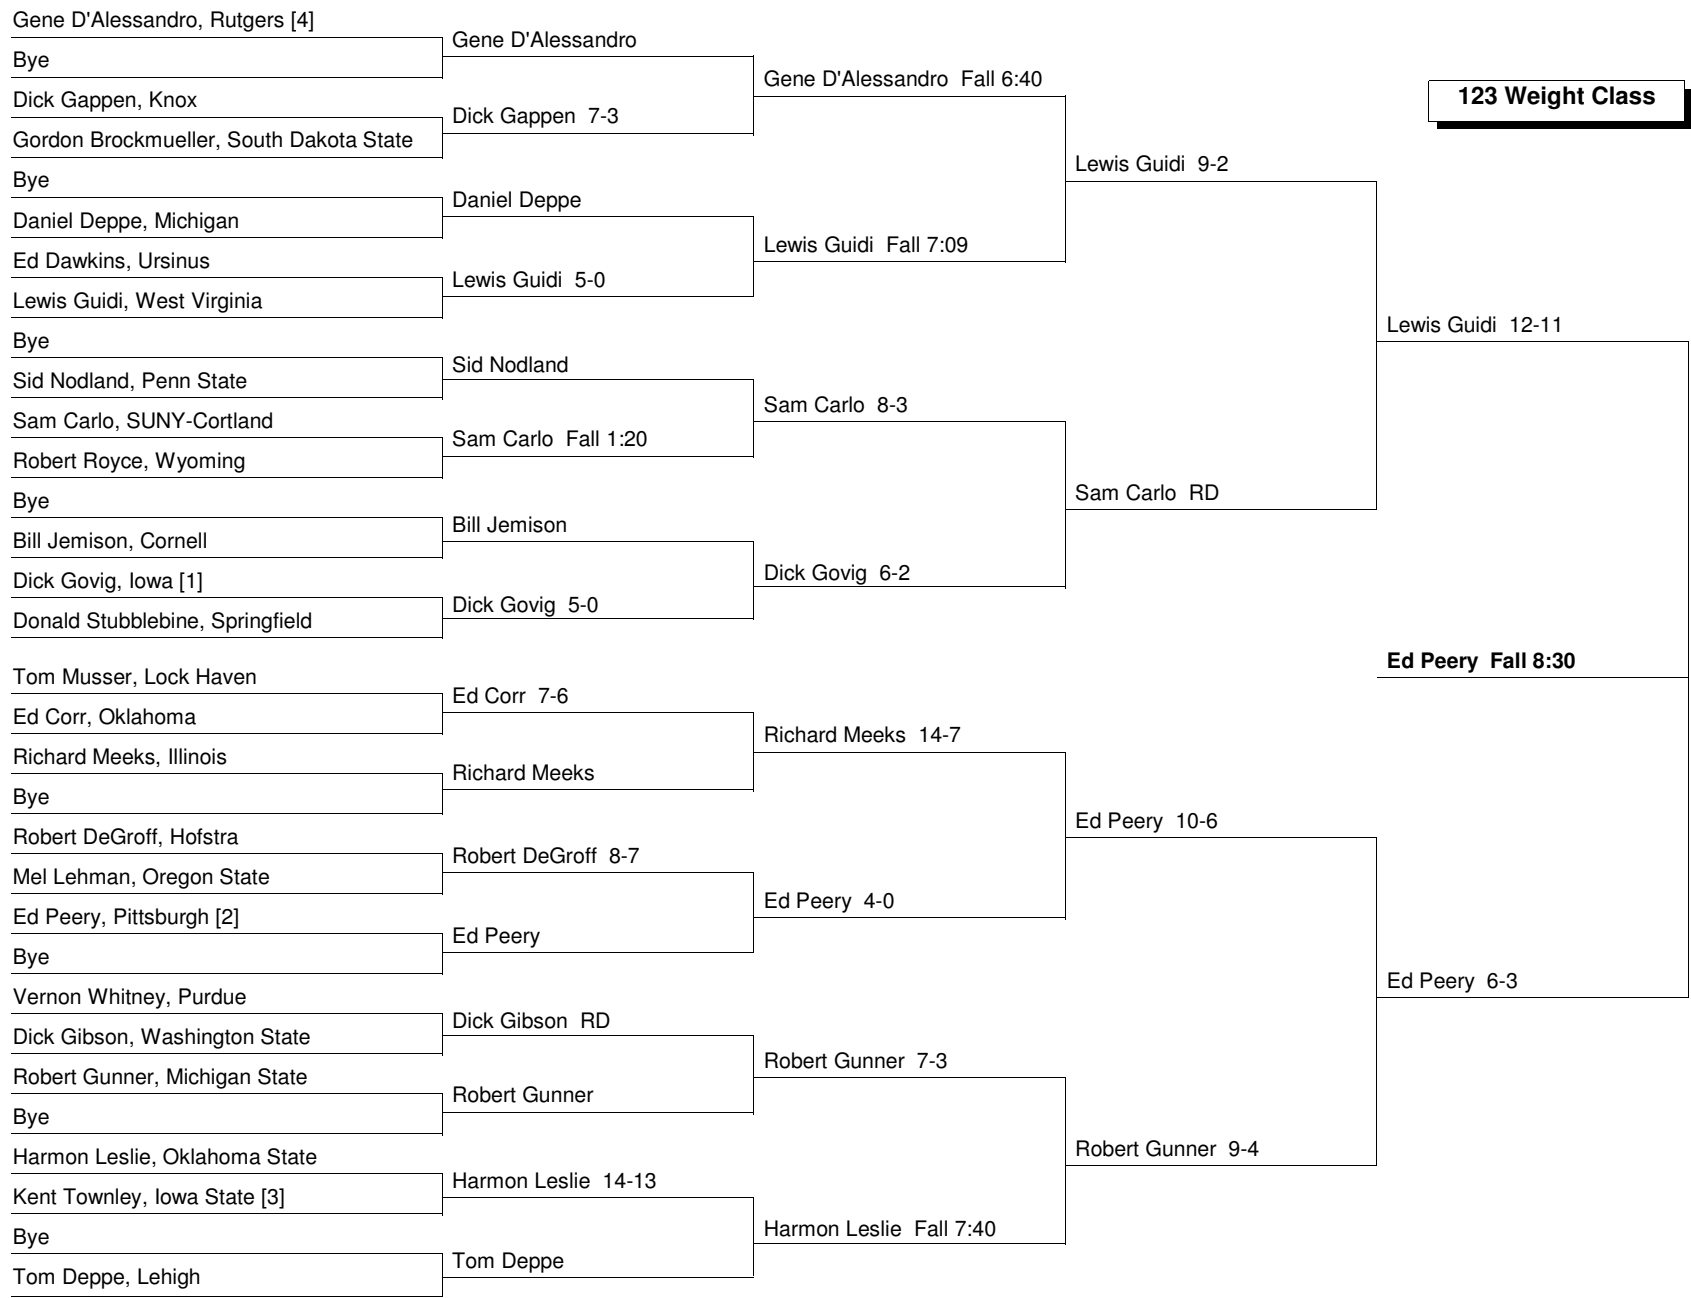 123 Weight Class
Gene D'Alessandro, Rutgers [4]
Bye
Dick Gappen, Knox
Gordon Brockmueller, South Dakota State
Bye
Daniel Deppe, Michigan
Ed Dawkins, Ursinus
Lewis Guidi, West Virginia
Bye
Sid Nodland, Penn State
Sam Carlo, SUNY-Cortland
Robert Royce, Wyoming
Bye
Bill Jemison, Cornell
Dick Govig, Iowa [1]
Donald Stubblebine, Springfield
Tom Musser, Lock Haven
Ed Corr, Oklahoma
Richard Meeks, Illinois
Bye
Robert DeGroff, Hofstra
Mel Lehman, Oregon State
Ed Peery, Pittsburgh [2]
Bye
Vernon Whitney, Purdue
Dick Gibson, Washington State
Robert Gunner, Michigan State
Bye
Harmon Leslie, Oklahoma State
Kent Townley, Iowa State [3]
Bye
Tom Deppe, Lehigh
Gene D'Alessandro
Dick Gappen 7-3
Daniel Deppe
Lewis Guidi 5-0
Sid Nodland
Sam Carlo Fall 1:20
Bill Jemison
Dick Govig 5-0
Ed Corr 7-6
Richard Meeks
Robert DeGroff 8-7
Ed Peery
Dick Gibson RD
Robert Gunner
Harmon Leslie 14-13
Tom Deppe
Gene D'Alessandro Fall 6:40
Lewis Guidi Fall 7:09
Sam Carlo 8-3
Dick Govig 6-2
Richard Meeks 14-7
Ed Peery 4-0
Robert Gunner 7-3
Harmon Leslie Fall 7:40
Lewis Guidi 9-2
Sam Carlo RD
Ed Peery 10-6
Robert Gunner 9-4
Lewis Guidi 12-11
Ed Peery 6-3
Ed Peery Fall 8:30